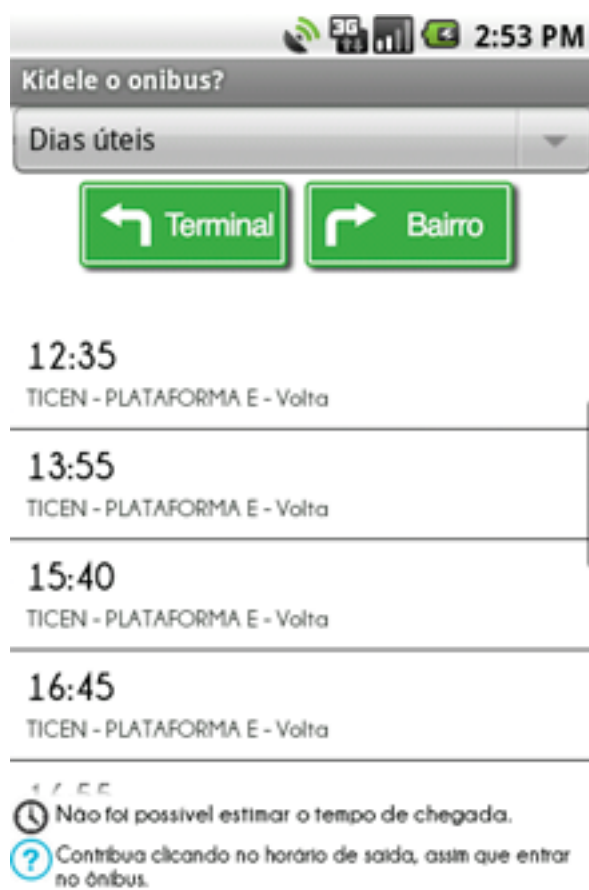 3G 2:53 PM
Kidele o onibus?
Dias úteis
Terminal Bairro
12:35
TICEN - PLATAFORMA E - Volta
13:55
TICEN - PLATAFORMA E - Volta
15:40
TICEN - PLATAFORMA E - Volta
16:45
TICEN - PLATAFORMA E - Volta
Não foi possível estimar o tempo de chegada.
? Contribua clicando no horário de saída, assim que entrar
no ônibus.